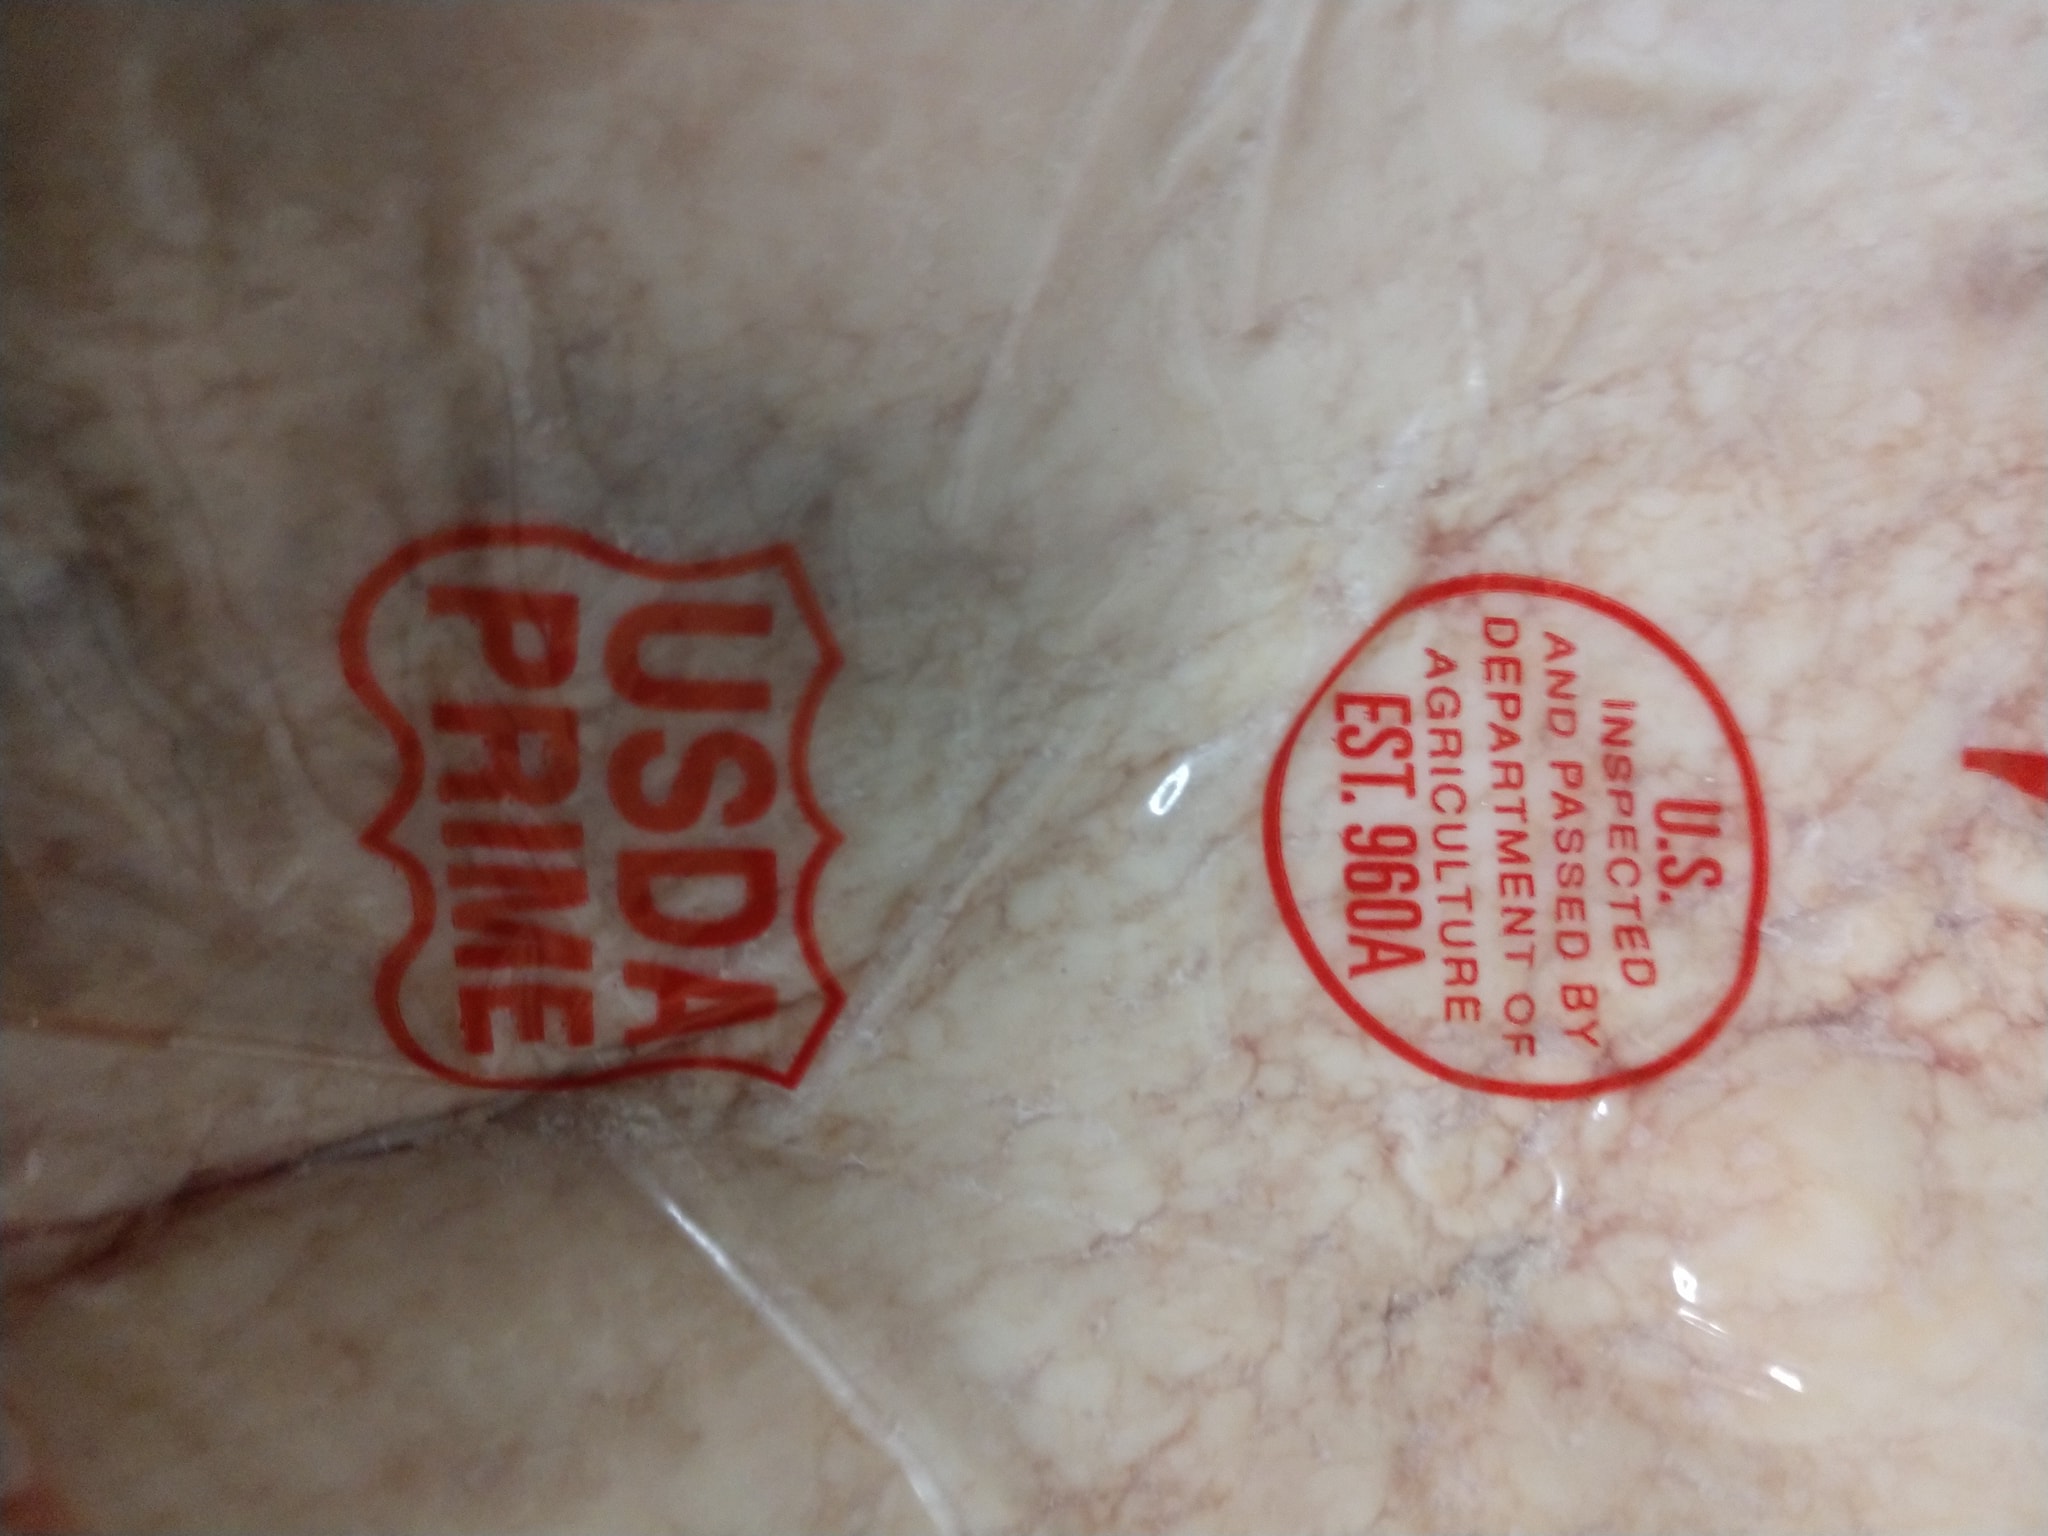 USDA
PRIME
U.S.
INSPECTED
AND PASSED BY
DEPARTMENT OF
AGRICULTURE
EST. 960A